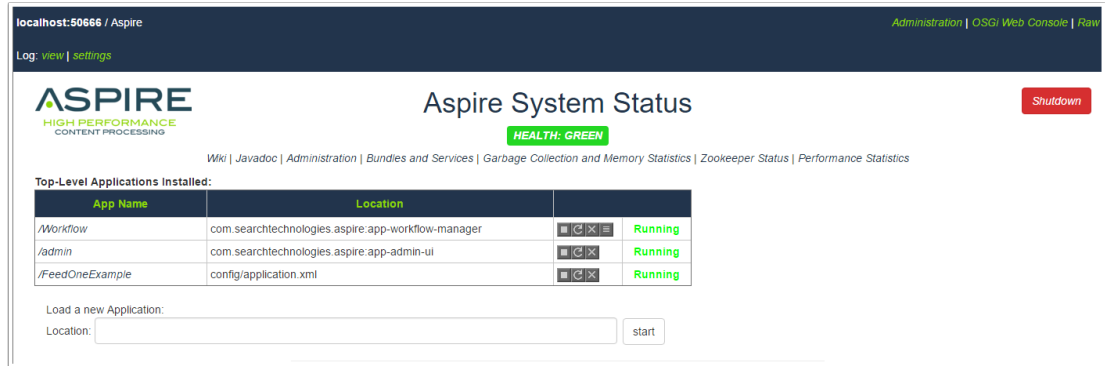 localhost:50666 / Aspire
Administration | OSGi Web Console | Raw
Log: view | settings
ASPIRE
HIGH PERFORMANCE
CONTENT PROCESSING
Aspire System Status
Shutdown
HEALTH: GREEN
Wiki | Javadoc | Administration | Bundles and Services | Garbage Collection and Memory Statistics | Zookeeper Status | Performance Statistics
Top-Level Applications Installed:
App Name Location
/Workflow com.searchtechnologies.aspire:app-workflow-manager Running
/admin com.searchtechnologies.aspire:app-admin-ui Running
/FeedOneExample config/application.xml Running
Load a new Application:
Location: start